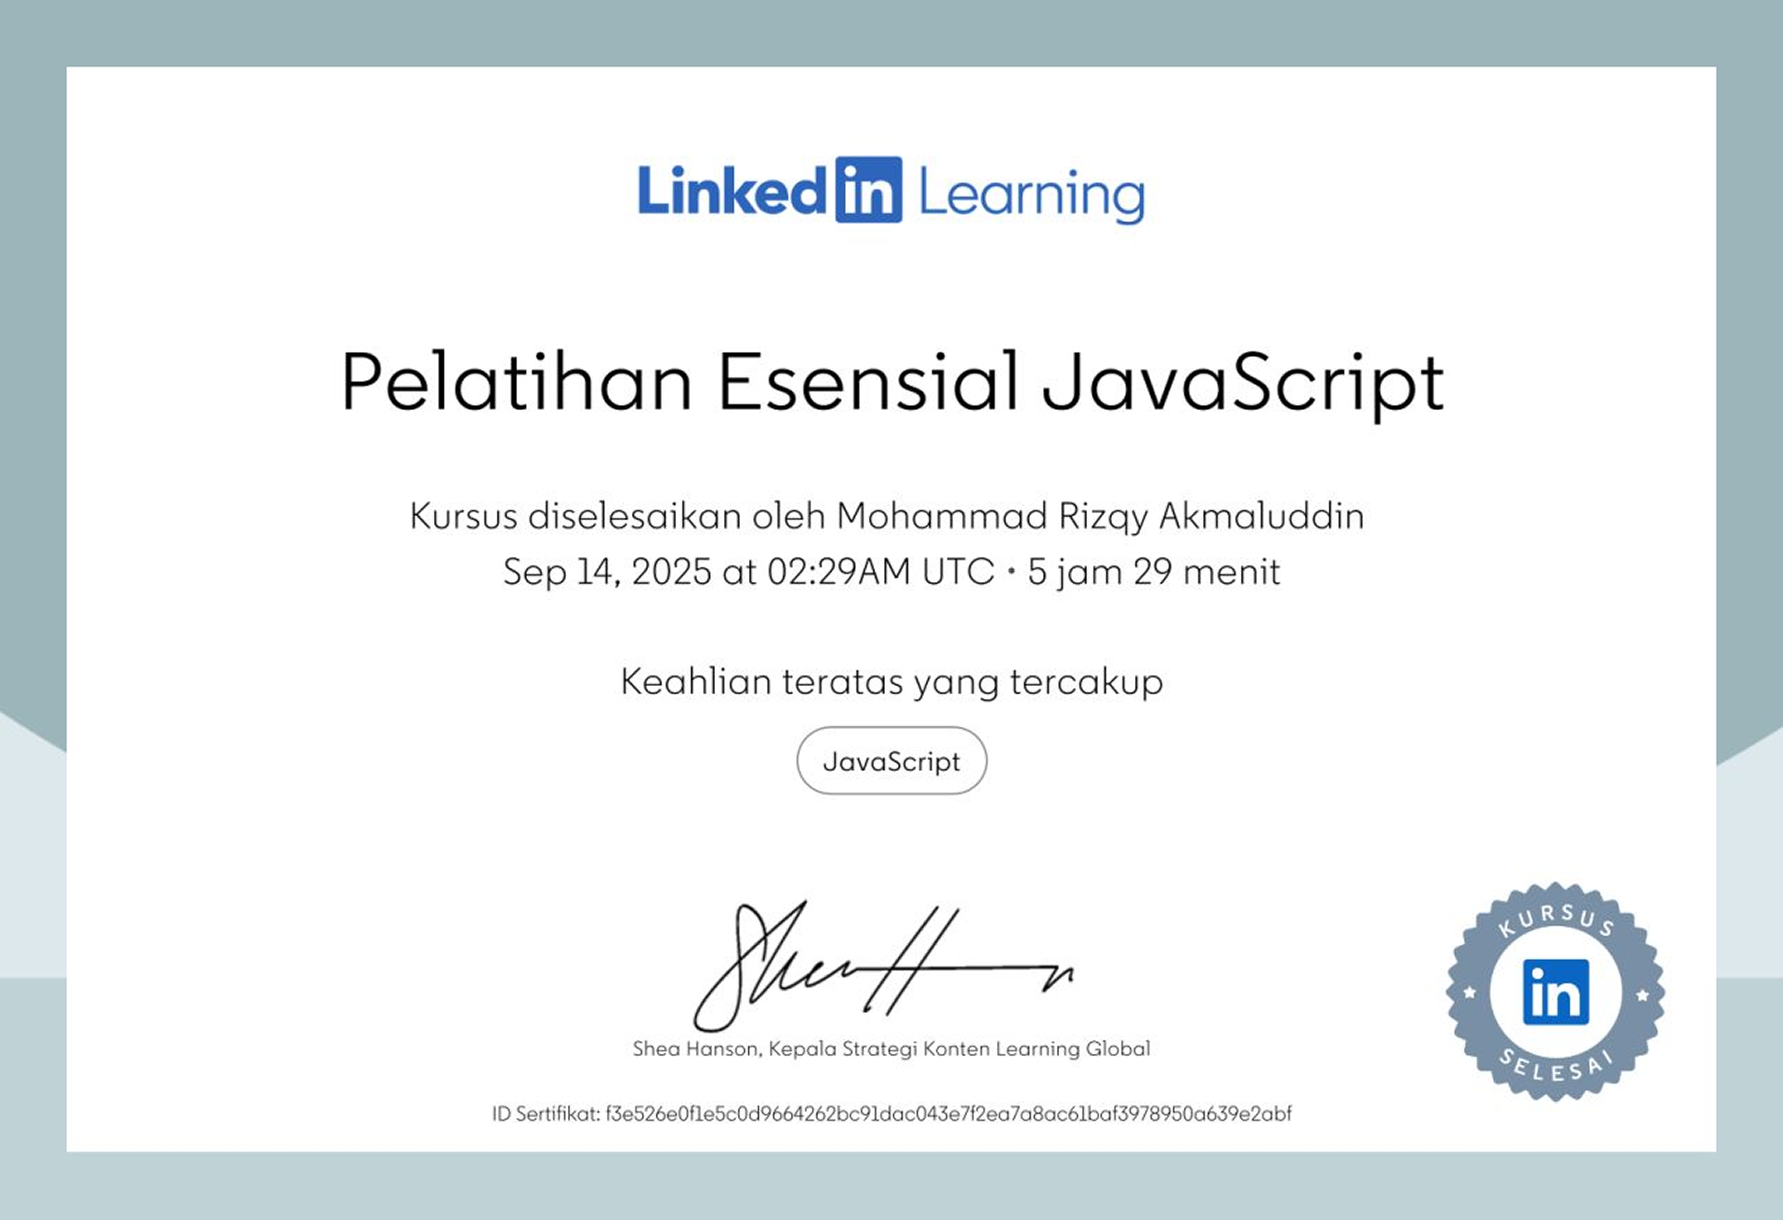 LinkedIn Learning
Pelatihan Esensial JavaScript
Kursus diselesaikan oleh Mohammad Rizqy Akmaluddin
Sep 14, 2025 at 02:29AM UTC • 5 jam 29 menit
Keahlian teratas yang tercakup
JavaScript
Shea Hanson, Kepala Strategi Konten Learning Global
ID Sertifikat: f3e526e0f1e5c0d9664262bc91dac043e7f2ea7a8ac61baf3978950a639e2abf
KURSUS
in
SELESAI